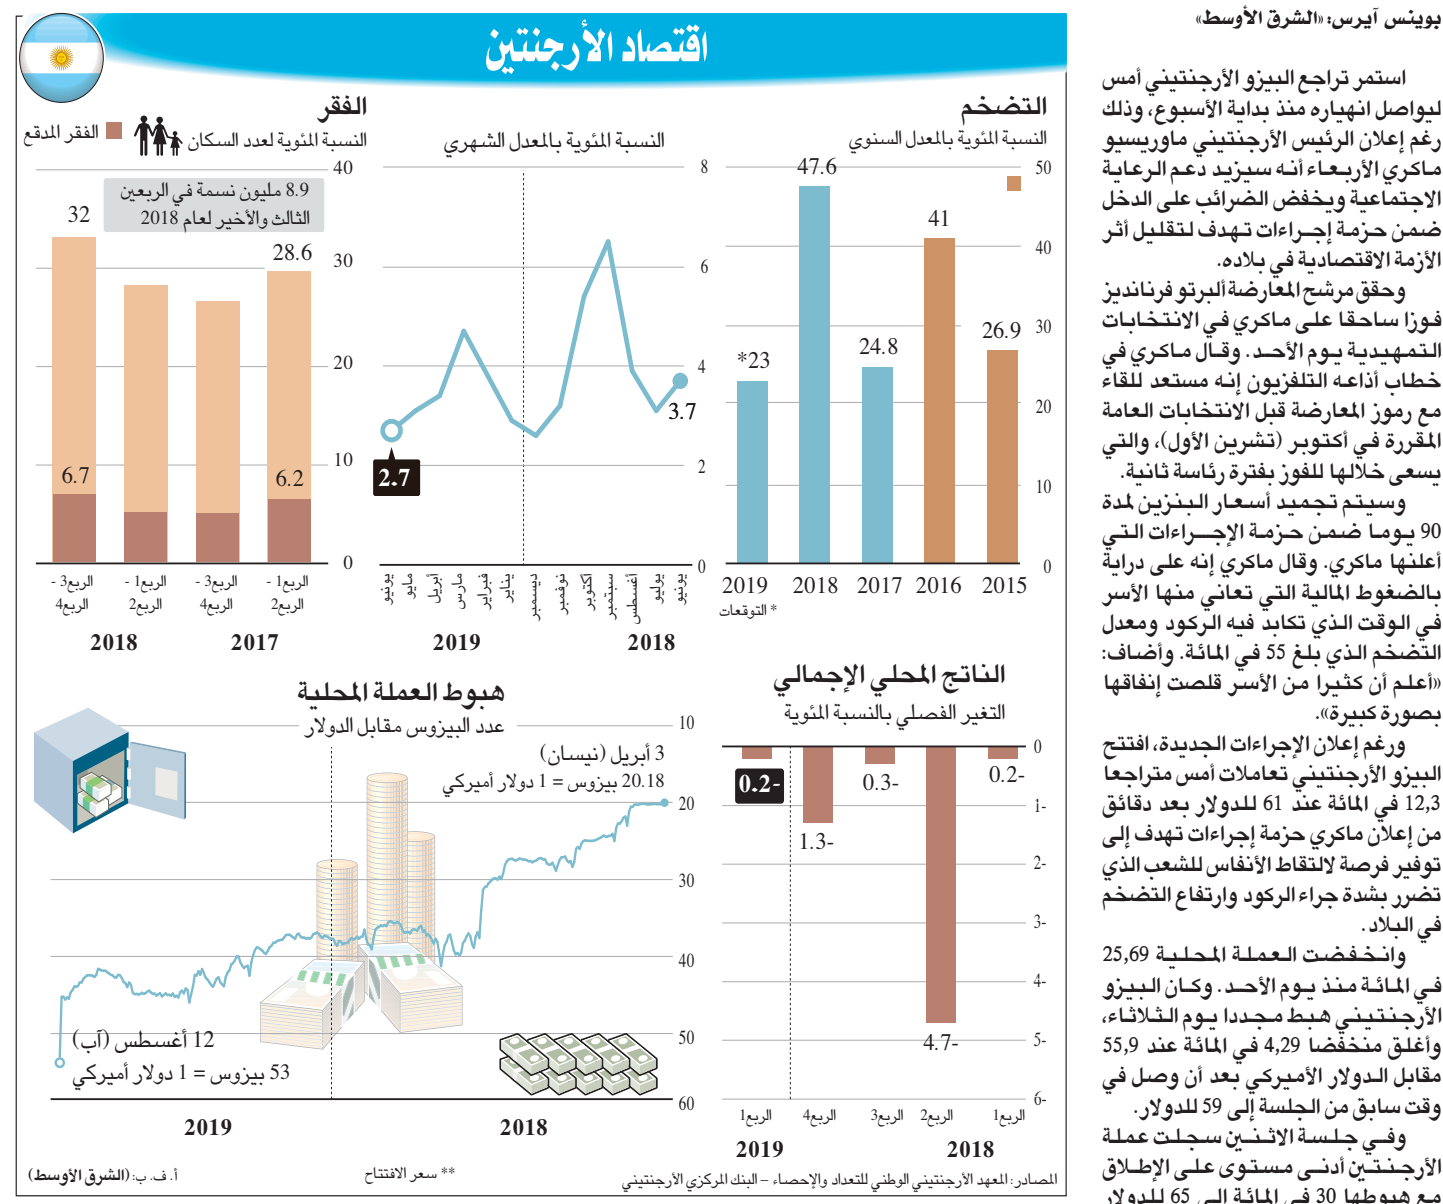 بوينس آيرس: «الشرق الأوسط»
استمر تراجع البيزو الأرجنتيني أمس
ليواصل انهياره منذ بداية الأسبوع، وذلك
رغم إعلان الرئيس الأرجنتيني ماوريسيو
ماكري الأربعاء أنه سيزيد دعم الرعاية
الاجتماعية ويخفض الضرائب على الدخل
ضمن حزمة إجراءات تهدف لتقليل أثر
الأزمة الاقتصادية في بلاده.
وحقق مرشح المعارضة ألبرتو فرنانديز
فوزا ساحقا على ماكري في الانتخابات
التمهيدية يوم الأحد. وقال ماكري في
خطاب أذاعه التلفزيون إنه مستعد للقاء
مع رموز المعارضة قبل الانتخابات العامة
المقررة في أكتوبر (تشرين الأول)، والتي
يسعى خلالها للفوز بفترة رئاسة ثانية.
وسيتم تجميد أسعار البنزين لمدة
90 يوما ضمن حزمة الإجراءات التي
أعلنها ماكري. وقال ماكري إنه على دراية
بالضغوط المالية التي تعاني منها الأسر
في الوقت الذي تكابد فيه الركود ومعدل
التضخم الذي بلغ 55 في المائة. وأضاف:
«أعلم أن كثيرا من الأسر قلصت إنفاقها
بصورة كبيرة».
ورغم إعلان الإجراءات الجديدة، افتتح
البيزو الأرجنتيني تعاملات أمس متراجعا
12,3 في المائة عند 61 للدولار بعد دقائق
من إعلان ماكري حزمة إجراءات تهدف إلى
توفير فرصة لالتقاط الأنفاس للشعب الذي
تضرر بشدة جراء الركود وارتفاع التضخم
في البلاد.
وانخفضت العملة المحلية 25,69
في المائة منذ يوم الأحد. وكان البيزو
الأرجنتيني هبط مجددا يوم الثلاثاء،
وأغلق منخفضا 4,29 في المائة عند 55,9
مقابل الدولار الأميركي بعد أن وصل في
وقت سابق من الجلسة إلى 59 للدولار.
وفي جلسة الاثنين سجلت عملة
الأرجنتين أدنى مستوى على الإطلاق
مع هبوطها 30 في المائة إلى 65 للدولار
اقتصاد الأرجنتين
التضخم
النسبة المئوية بالمعدل السنوي
50
40
30
20
10
0
26.9
41
24.8
47.6
*23
2015
2016
2017
2018
2019
* التوقعات
النسبة المئوية بالمعدل الشهري
8
6
4
2
0
3.7
2.7
يونيو
يوليو
أغسطس
سبتمبر
أكتوبر
نوفمبر
ديسمبر
يناير
فبراير
مارس
أبريل
مايو
يونيو
2018
2019
الفقر
النسبة المئوية لعدد السكان
الفقر المدقع
8.9 مليون نسمة في الربعين
الثالث والأخير لعام 2018
40
30
20
10
0
28.6
32
6.2
6.7
الربع1 -
الربع2
الربع3 -
الربع4
الربع1 -
الربع2
الربع3 -
الربع4
2017
2018
الناتج المحلي الإجمالي
التغير الفصلي بالنسبة المئوية
0
1-
2-
3-
4-
5-
6-
0.2-
4.7-
0.3-
1.3-
0.2-
الربع1
الربع2
الربع3
الربع4
الربع1
2018
2019
هبوط العملة المحلية
عدد البيزوس مقابل الدولار
10
20
30
40
50
60
3 أبريل (نيسان)
20.18 بيزوس = 1 دولار أميركي
12 أغسطس (آب)
53 بيزوس = 1 دولار أميركي
2018
2019
المصادر: المعهد الأرجنتيني الوطني للتعداد والإحصاء – البنك المركزي الأرجنتيني
** سعر الافتتاح
أ. ف. ب: (الشرق الأوسط)